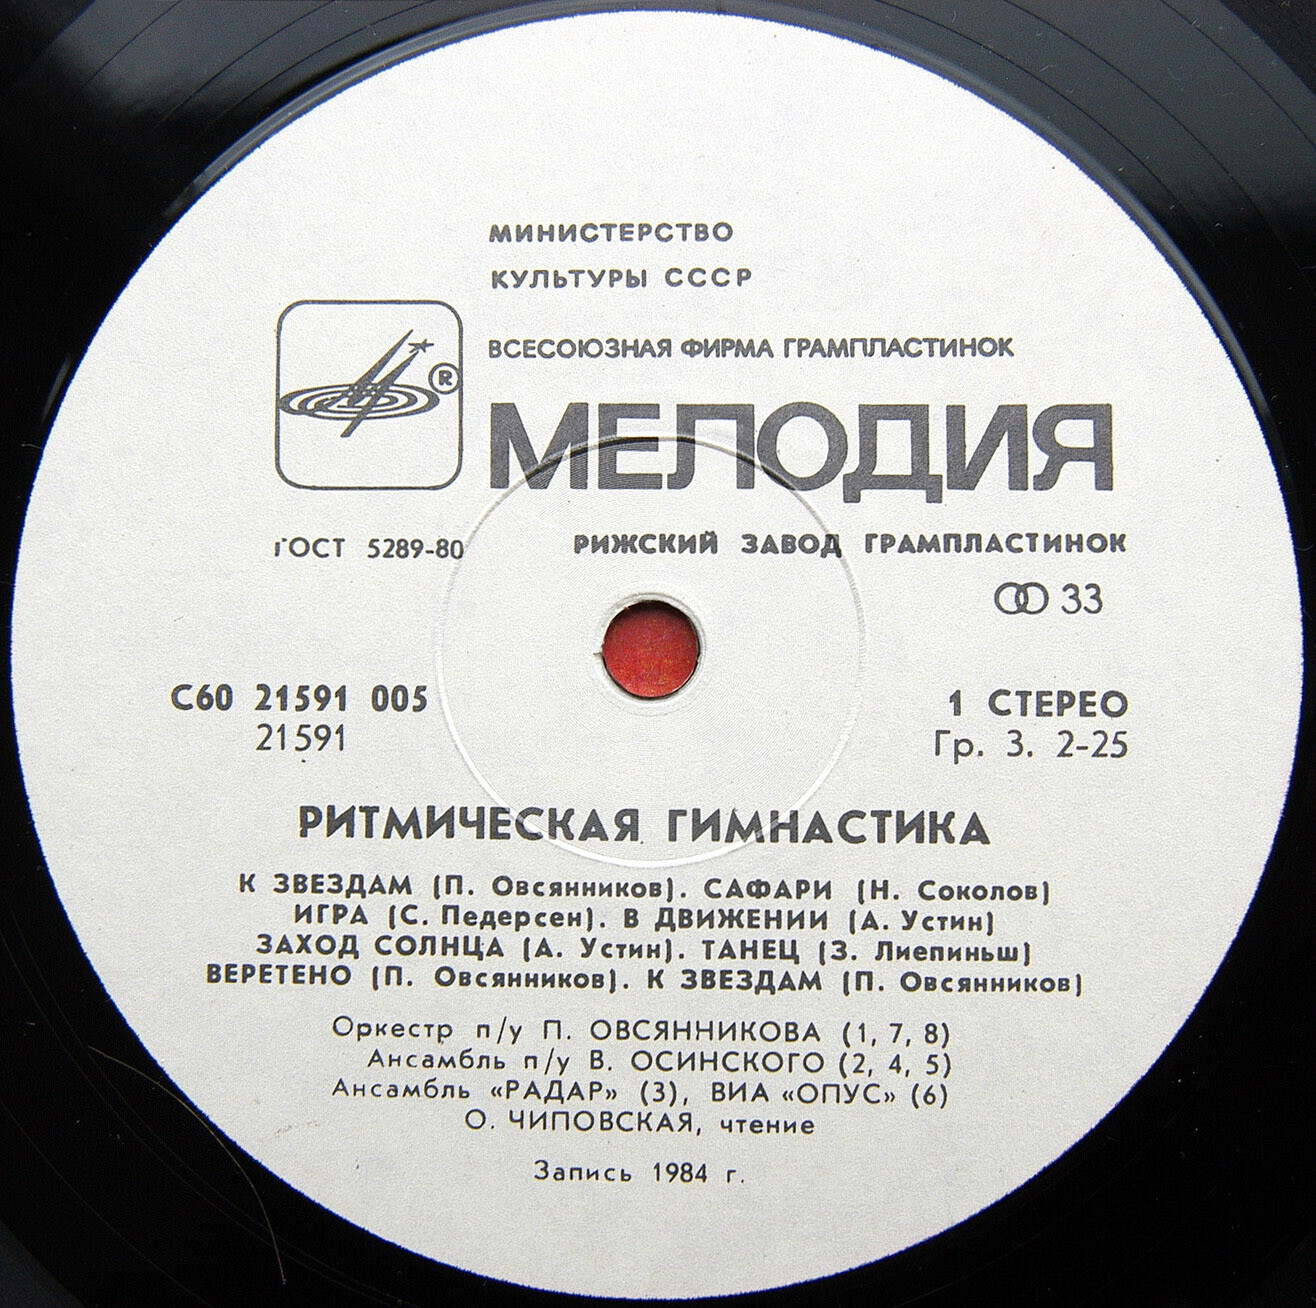 МИНИСТЕРСТВО
КУЛЬТУРЫ СССР
ВСЕСОЮЗНАЯ ФИРМА ГРАМПЛАСТИНОК
®
МЕЛОДИЯ
ГОСТ 5289-80
РИЖСКИЙ ЗАВОД ГРАМПЛАСТИНОК
33
С60 21591 005
1 СТЕРЕО
21591
Гр. 3. 2-25
РИТМИЧЕСКАЯ ГИМНАСТИКА
К ЗВЕЗДАМ (П. Овсянников). САФАРИ (Н. Соколов)
ИГРА (С. Педерсен). В ДВИЖЕНИИ (А. Устин)
ЗАХОД СОЛНЦА (А. Устин). ТАНЕЦ (З. Лиепиньш)
ВЕРЕТЕНО (П. Овсянников). К ЗВЕЗДАМ (П. Овсянников)
Оркестр п/у П. ОВСЯННИКОВА (1, 7, 8)
Ансамбль п/у В. ОСИНСКОГО (2, 4, 5)
Ансамбль «РАДАР» (3), ВИА «ОПУС» (6)
О. ЧИПОВСКАЯ, чтение
Запись 1984 г.